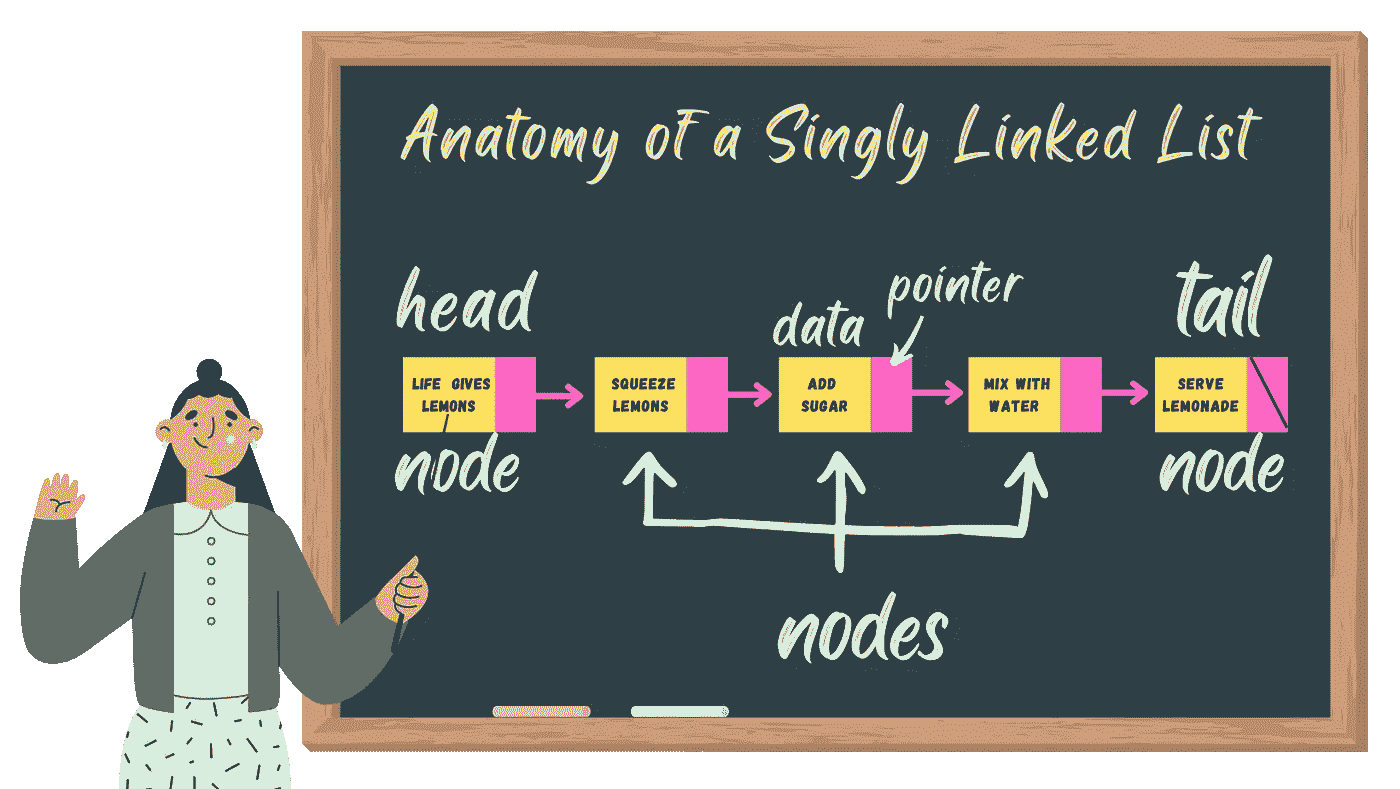 Anatomy of a Singly Linked List
head
data
pointer
tail
LIFE GIVES
LEMONS
SQUEEZE
LEMONS
ADD
SUGAR
MIX WITH
WATER
SERVE
LEMONADE
node
node
nodes